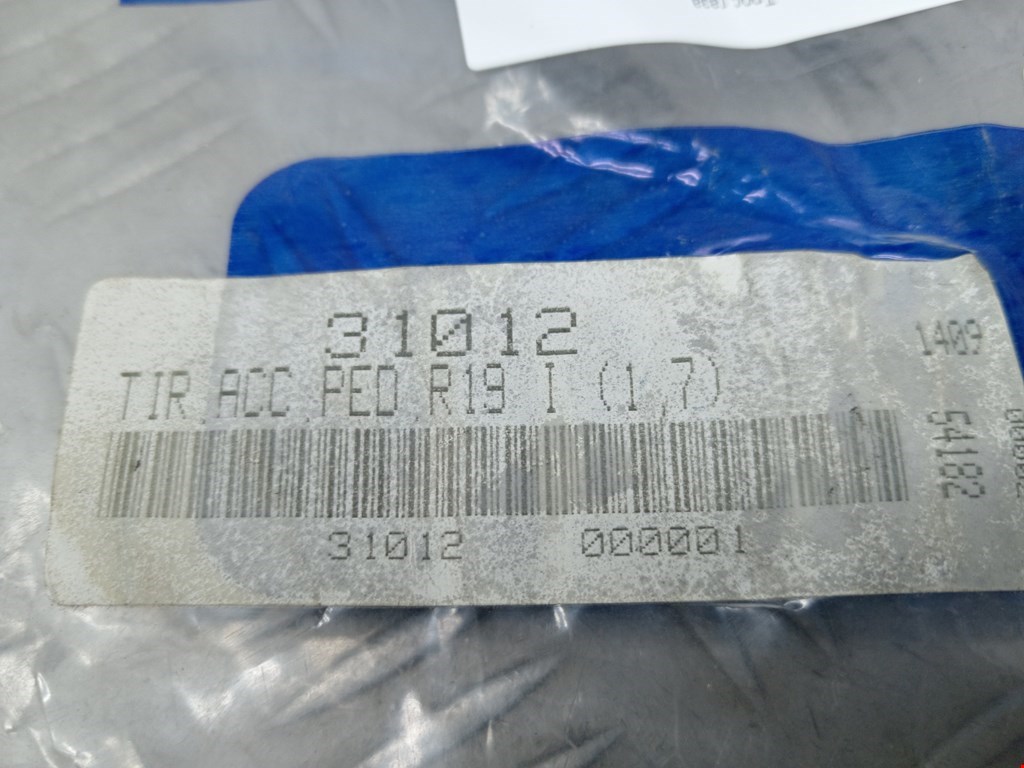 31012
1409
TIR.ACC.PED.R19 I (1.7)
54182
31012 000001